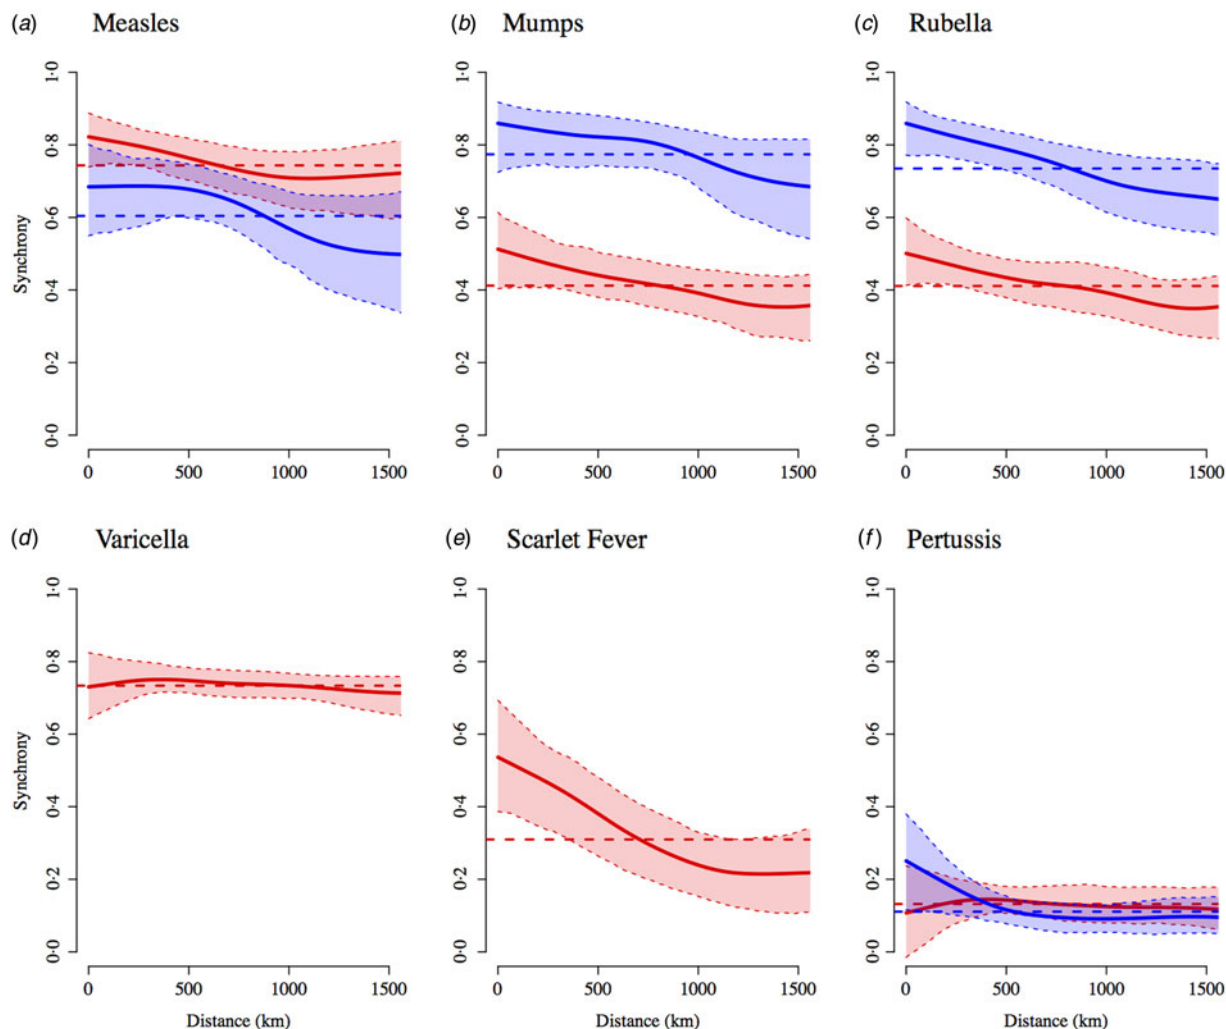 (a) Measles
(b) Mumps
(c) Rubella
Synchrony
1·0
0·8
0·6
0·4
0·2
0·0
0 500 1000 1500
1·0
0·8
0·6
0·4
0·2
0·0
0 500 1000 1500
1·0
0·8
0·6
0·4
0·2
0·0
0 500 1000 1500
(d) Varicella
(e) Scarlet Fever
(f) Pertussis
Synchrony
1·0
0·8
0·6
0·4
0·2
0·0
0 500 1000 1500
Distance (km)
1·0
0·8
0·6
0·4
0·2
0·0
0 500 1000 1500
Distance (km)
1·0
0·8
0·6
0·4
0·2
0·0
0 500 1000 1500
Distance (km)